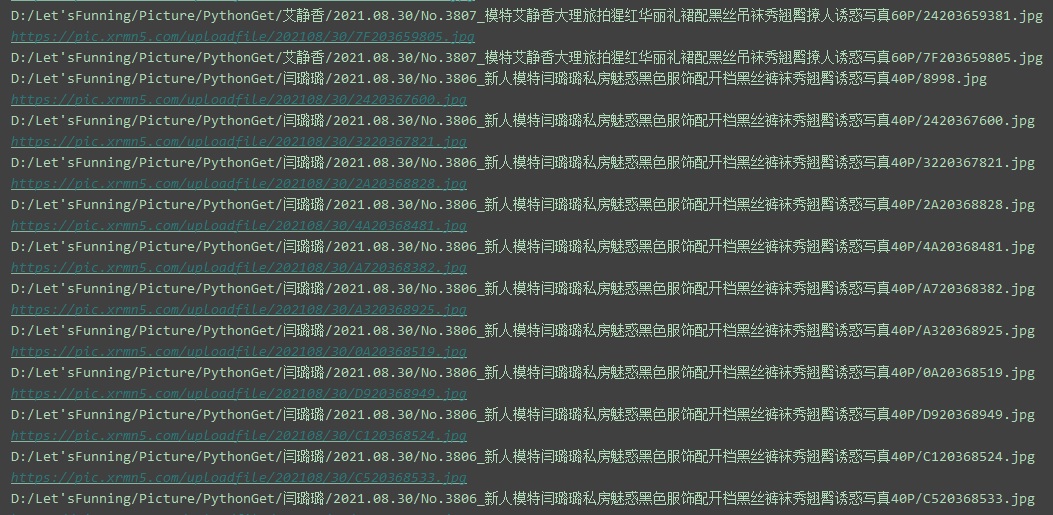 D:/Let'sFunning/Picture/PythonGet/艾静香/2021.08.30/No.3807_模特艾静香大理旅拍猩红华丽礼裙配黑丝吊袜秀翘臀撩人诱惑写真60P/24203659381.jpg
https://pic.xrmn5.com/uploadfile/202108/30/7F203659805.jpg
D:/Let'sFunning/Picture/PythonGet/艾静香/2021.08.30/No.3807_模特艾静香大理旅拍猩红华丽礼裙配黑丝吊袜秀翘臀撩人诱惑写真60P/7F203659805.jpg
D:/Let'sFunning/Picture/PythonGet/闫璐璐/2021.08.30/No.3806_新人模特闫璐璐私房魅惑黑色服饰配开档黑丝裤袜秀翘臀诱惑写真40P/8998.jpg
https://pic.xrmn5.com/uploadfile/202108/30/2420367600.jpg
D:/Let'sFunning/Picture/PythonGet/闫璐璐/2021.08.30/No.3806_新人模特闫璐璐私房魅惑黑色服饰配开档黑丝裤袜秀翘臀诱惑写真40P/2420367600.jpg
https://pic.xrmn5.com/uploadfile/202108/30/3220367821.jpg
D:/Let'sFunning/Picture/PythonGet/闫璐璐/2021.08.30/No.3806_新人模特闫璐璐私房魅惑黑色服饰配开档黑丝裤袜秀翘臀诱惑写真40P/3220367821.jpg
https://pic.xrmn5.com/uploadfile/202108/30/2A20368828.jpg
D:/Let'sFunning/Picture/PythonGet/闫璐璐/2021.08.30/No.3806_新人模特闫璐璐私房魅惑黑色服饰配开档黑丝裤袜秀翘臀诱惑写真40P/2A20368828.jpg
https://pic.xrmn5.com/uploadfile/202108/30/4A20368481.jpg
D:/Let'sFunning/Picture/PythonGet/闫璐璐/2021.08.30/No.3806_新人模特闫璐璐私房魅惑黑色服饰配开档黑丝裤袜秀翘臀诱惑写真40P/4A20368481.jpg
https://pic.xrmn5.com/uploadfile/202108/30/A720368382.jpg
D:/Let'sFunning/Picture/PythonGet/闫璐璐/2021.08.30/No.3806_新人模特闫璐璐私房魅惑黑色服饰配开档黑丝裤袜秀翘臀诱惑写真40P/A720368382.jpg
https://pic.xrmn5.com/uploadfile/202108/30/A320368925.jpg
D:/Let'sFunning/Picture/PythonGet/闫璐璐/2021.08.30/No.3806_新人模特闫璐璐私房魅惑黑色服饰配开档黑丝裤袜秀翘臀诱惑写真40P/A320368925.jpg
https://pic.xrmn5.com/uploadfile/202108/30/0A20368519.jpg
D:/Let'sFunning/Picture/PythonGet/闫璐璐/2021.08.30/No.3806_新人模特闫璐璐私房魅惑黑色服饰配开档黑丝裤袜秀翘臀诱惑写真40P/0A20368519.jpg
https://pic.xrmn5.com/uploadfile/202108/30/D920368949.jpg
D:/Let'sFunning/Picture/PythonGet/闫璐璐/2021.08.30/No.3806_新人模特闫璐璐私房魅惑黑色服饰配开档黑丝裤袜秀翘臀诱惑写真40P/D920368949.jpg
https://pic.xrmn5.com/uploadfile/202108/30/C120368524.jpg
D:/Let'sFunning/Picture/PythonGet/闫璐璐/2021.08.30/No.3806_新人模特闫璐璐私房魅惑黑色服饰配开档黑丝裤袜秀翘臀诱惑写真40P/C120368524.jpg
https://pic.xrmn5.com/uploadfile/202108/30/C520368533.jpg
D:/Let'sFunning/Picture/PythonGet/闫璐璐/2021.08.30/No.3806_新人模特闫璐璐私房魅惑黑色服饰配开档黑丝裤袜秀翘臀诱惑写真40P/C520368533.jpg